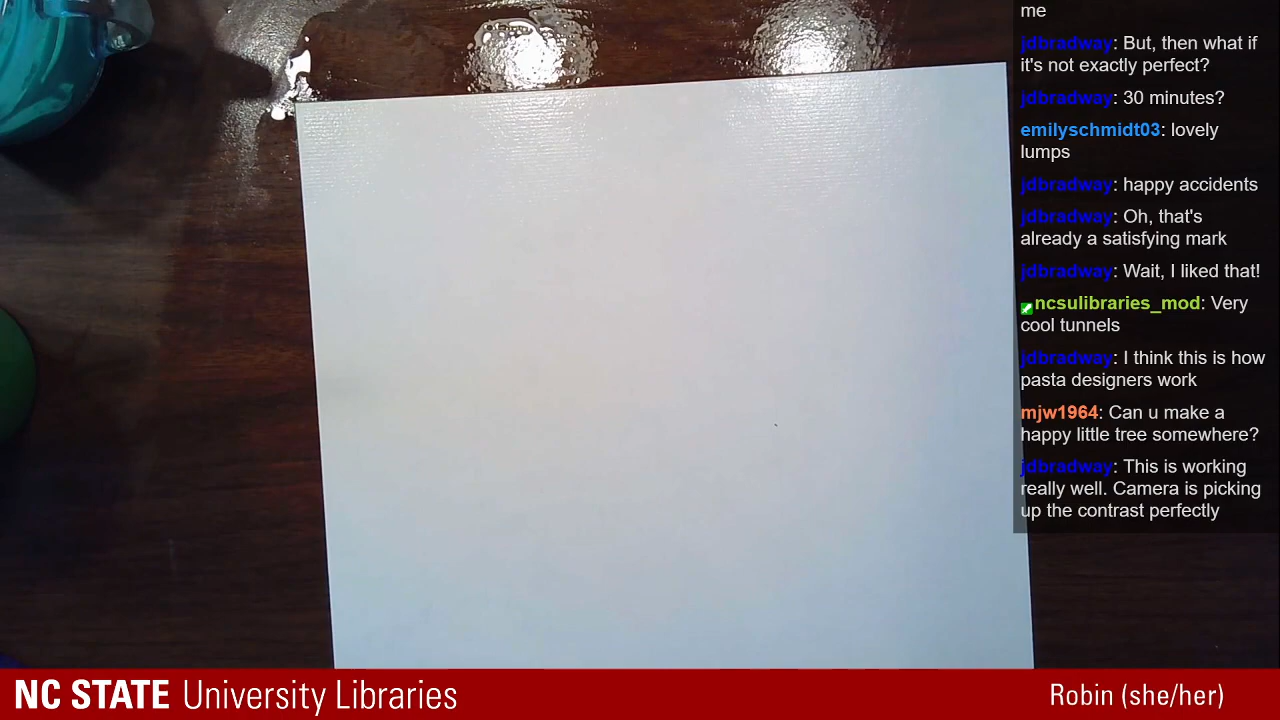 me
jdbradway: But, then what if
it's not exactly perfect?
jdbradway: 30 minutes?
emilyschmidt03: lovely
lumps
jdbradway: happy accidents
jdbradway: Oh, that's
already a satisfying mark
jdbradway: Wait, I liked that!
ncsulibraries_mod: Very
cool tunnels
jdbradway: I think this is how
pasta designers work
mjw1964: Can u make a
happy little tree somewhere?
jdbradway: This is working
really well. Camera is picking
up the contrast perfectly
NC STATE University Libraries
Robin (she/her)